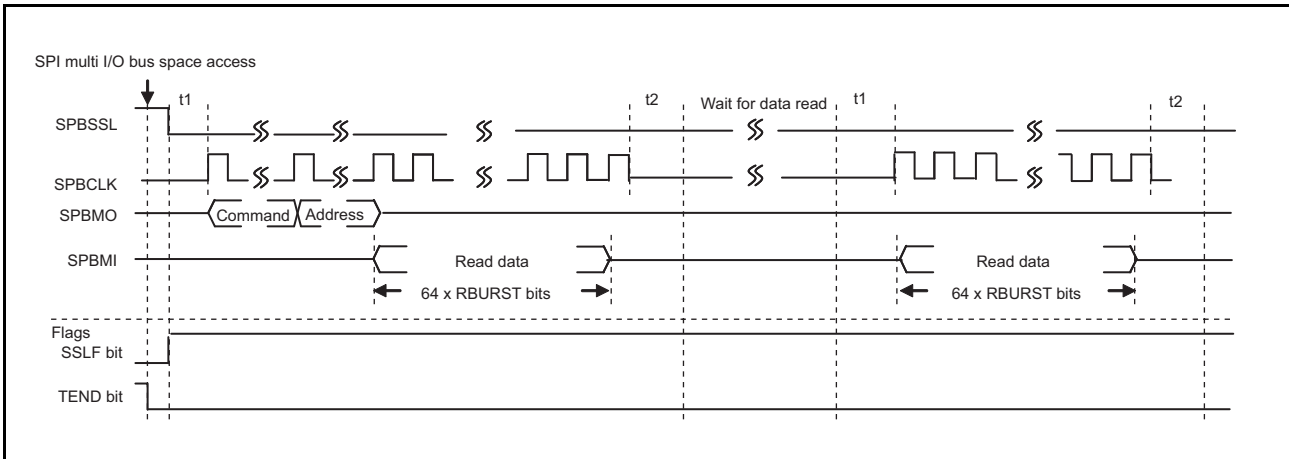 SPI multi I/O bus space access
t1 t2 Wait for data read t1 t2
SPBSSL
SPBCLK
SPBMO Command Address
SPBMI Read data Read data
64 x RBURST bits 64 x RBURST bits
Flags
SSLF bit
TEND bit